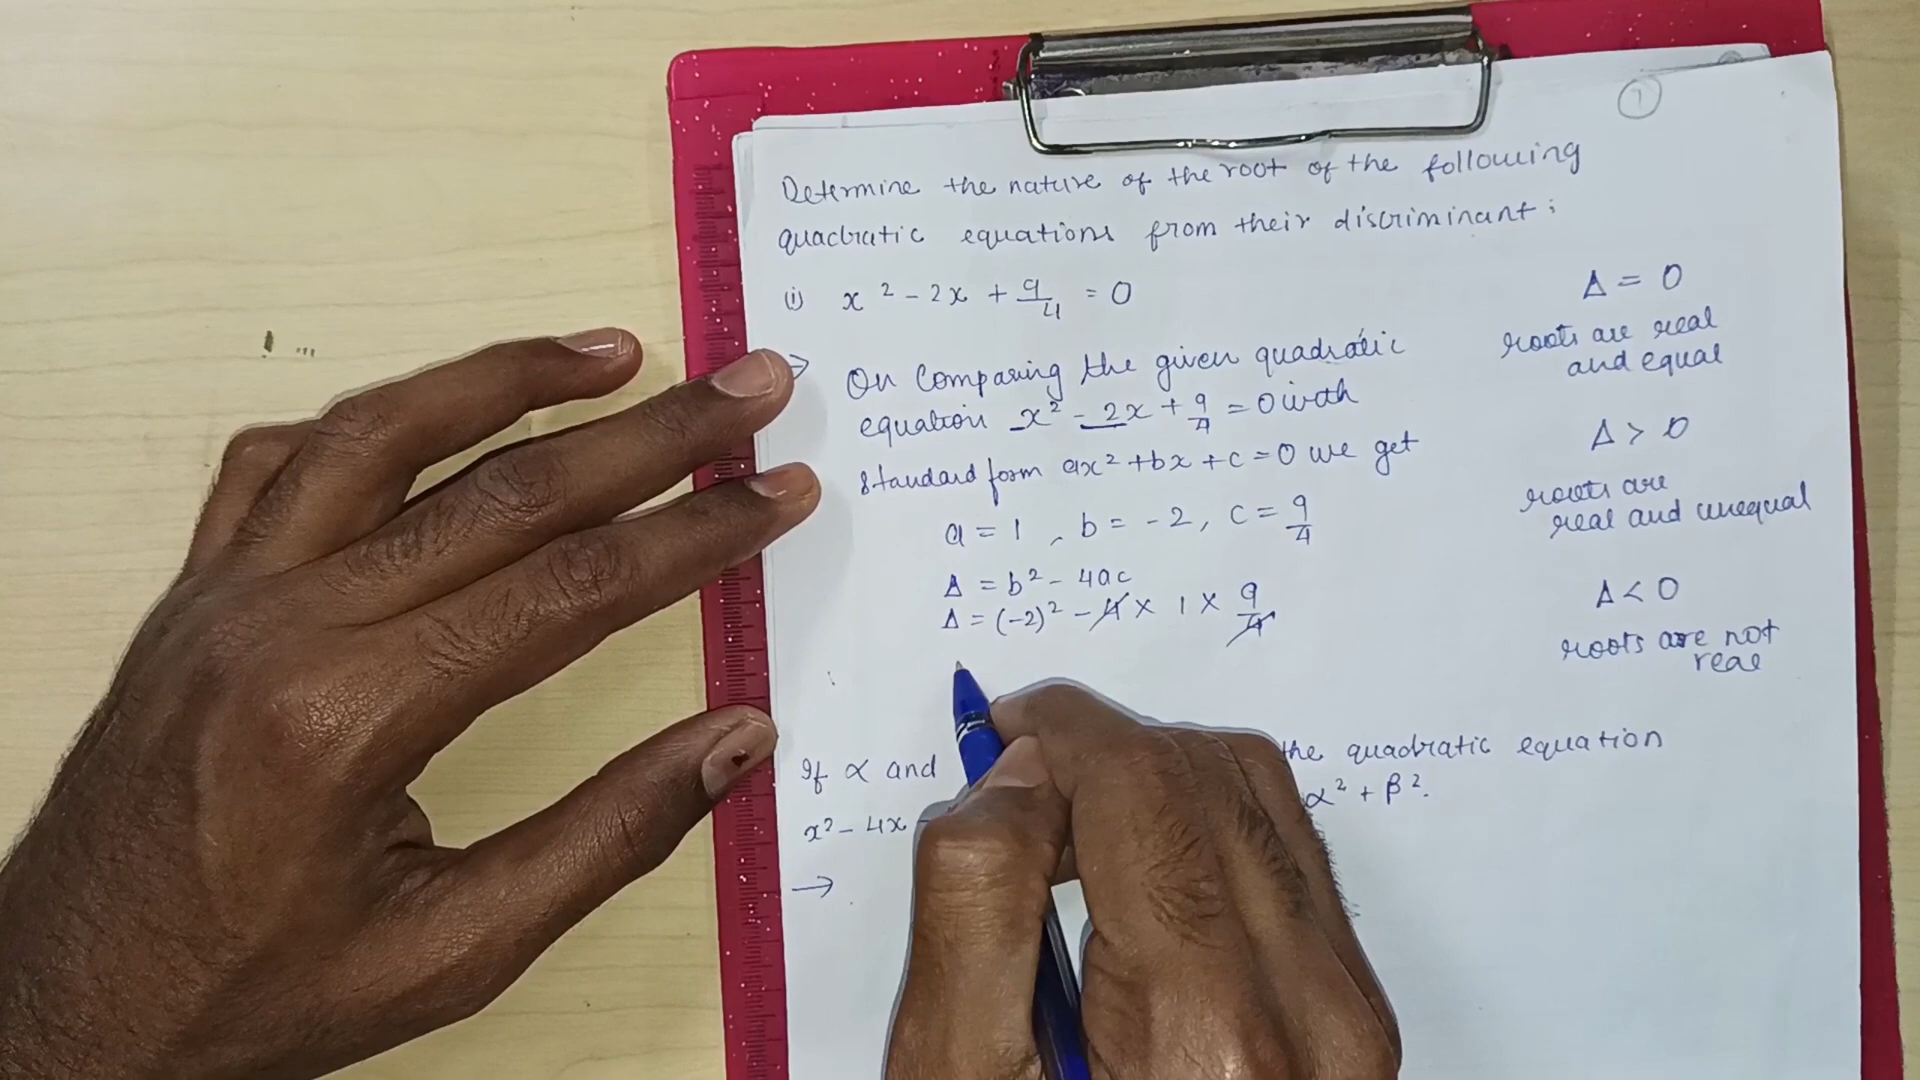 1
Determine the nature of the root of the following
quadratic equations from their discriminant:
(i) x² - 2x + 9/4 = 0
→ On Comparing the given quadratic
equation x² - 2x + 9/4 = 0 with
standard form ax² + bx + c = 0 we get
a = 1, b = -2, c = 9/4
Δ = b² - 4ac
Δ = (-2)² - 4 × 1 × 9/4
Δ = 0
roots are real
and equal
Δ > 0
roots are
real and unequal
Δ < 0
roots are not
real
If α and the quadratic equation
x² - 4x α² + β².
→